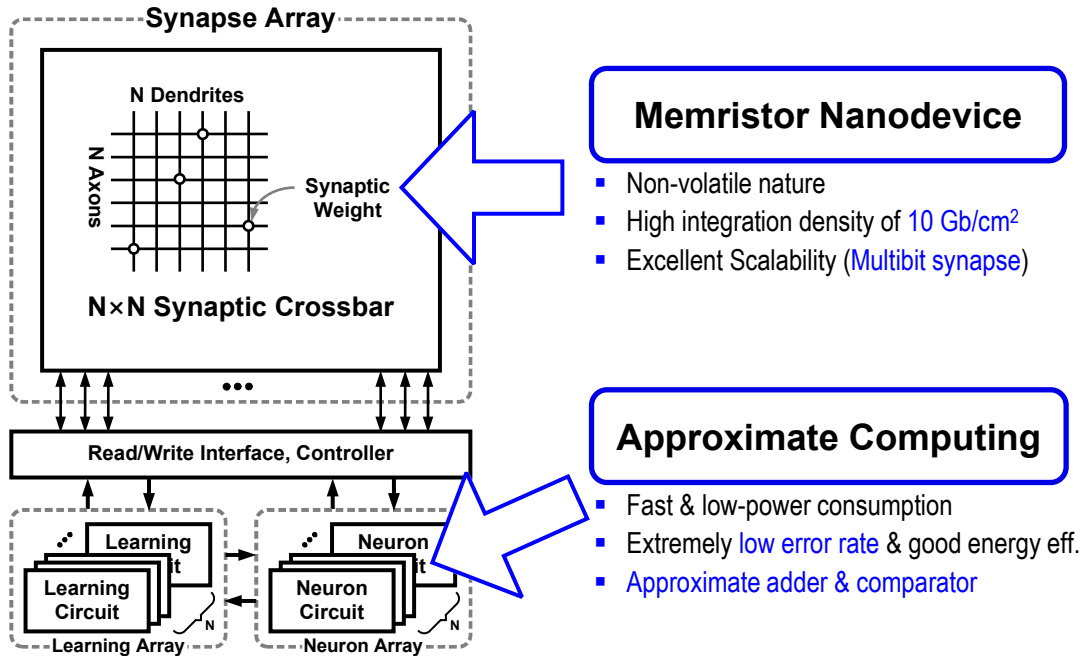 Synapse Array
N Dendrites
N Axons
Synaptic
Weight
N×N Synaptic Crossbar
Read/Write Interface, Controller
Learning
it
Learning
Circuit
N
Learning Array
Neuron
it
Neuron
Circuit
N
Neuron Array
Memristor Nanodevice
▪ Non-volatile nature
▪ High integration density of 10 Gb/cm²
▪ Excellent Scalability (Multibit synapse)
Approximate Computing
▪ Fast & low-power consumption
▪ Extremely low error rate & good energy eff.
▪ Approximate adder & comparator